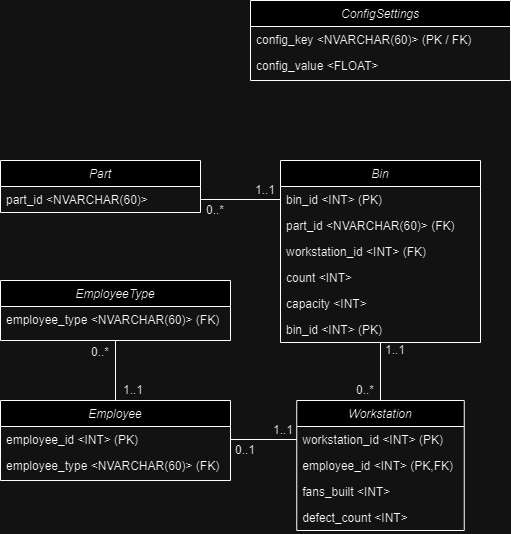 ConfigSettings
config_key <NVARCHAR(60)> (PK / FK)
config_value <FLOAT>
Part
part_id <NVARCHAR(60)>
1..1
0..*
Bin
bin_id <INT> (PK)
part_id <NVARCHAR(60)> (FK)
workstation_id <INT> (FK)
count <INT>
capacity <INT>
bin_id <INT> (PK)
EmployeeType
employee_type <NVARCHAR(60)> (FK)
0..*
1..1
1..1
0..*
Employee
employee_id <INT> (PK)
employee_type <NVARCHAR(60)> (FK)
1..1
0..1
Workstation
workstation_id <INT> (PK)
employee_id <INT> (PK,FK)
fans_built <INT>
defect_count <INT>